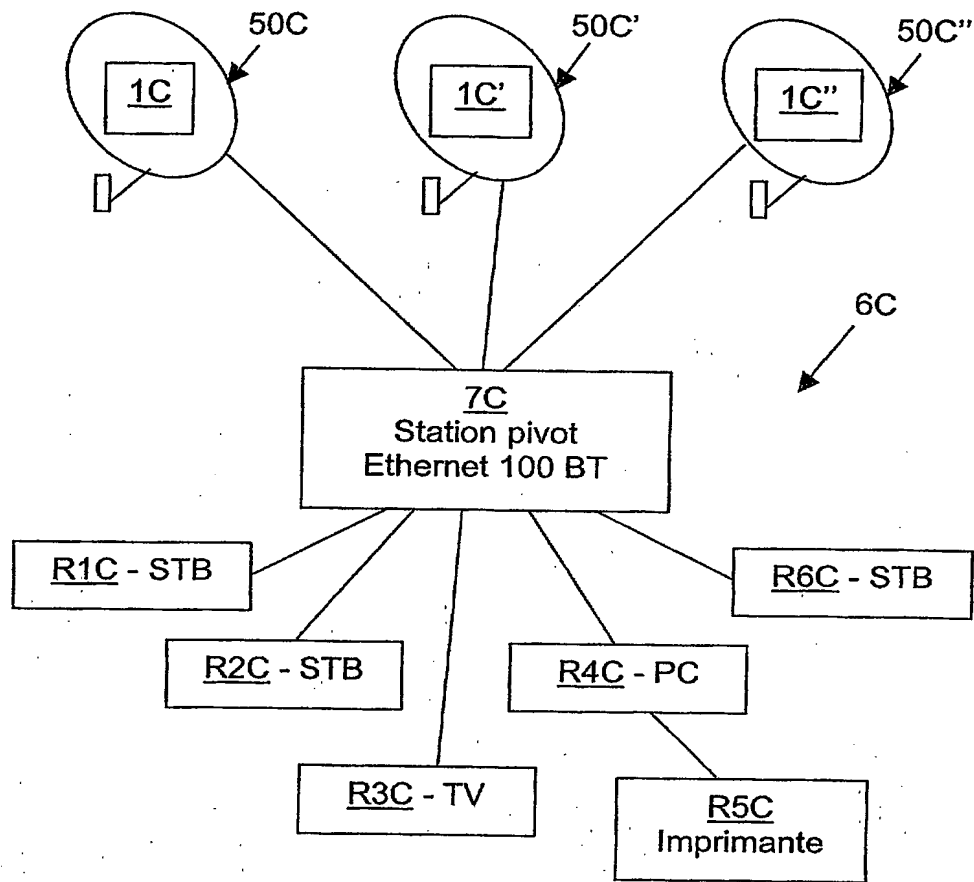 50C
50C'
50C"
1C
1C'
1C"
6C
7C
Station pivot
Ethernet 100 BT
R1C - STB
R6C - STB
R2C - STB
R4C - PC
R3C - TV
R5C
Imprimante